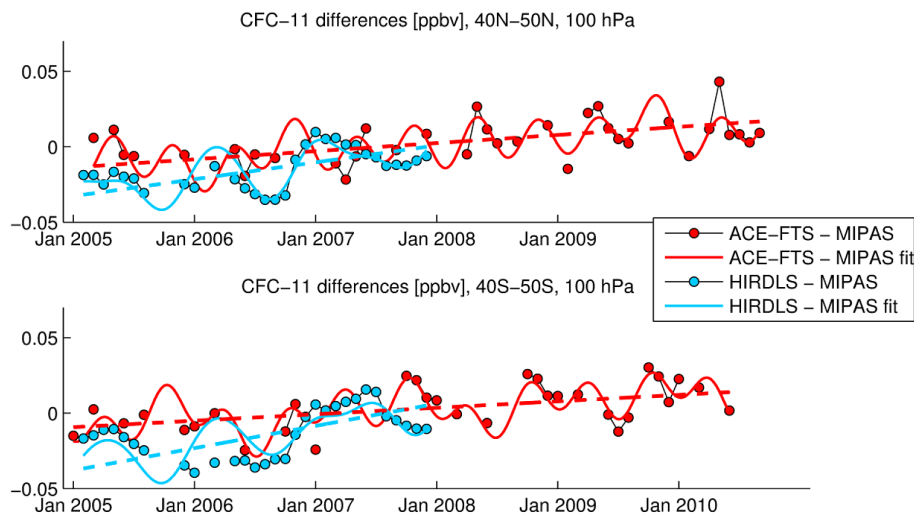 CFC−11 differences [ppbv], 40N−50N, 100 hPa
0.05
0
−0.05
Jan 2005 Jan 2006 Jan 2007 Jan 2008 Jan 2009
ACE−FTS − MIPAS
ACE−FTS − MIPAS fit
HIRDLS − MIPAS
HIRDLS − MIPAS fit
CFC−11 differences [ppbv], 40S−50S, 100 hPa
0.05
0
−0.05
Jan 2005 Jan 2006 Jan 2007 Jan 2008 Jan 2009 Jan 2010